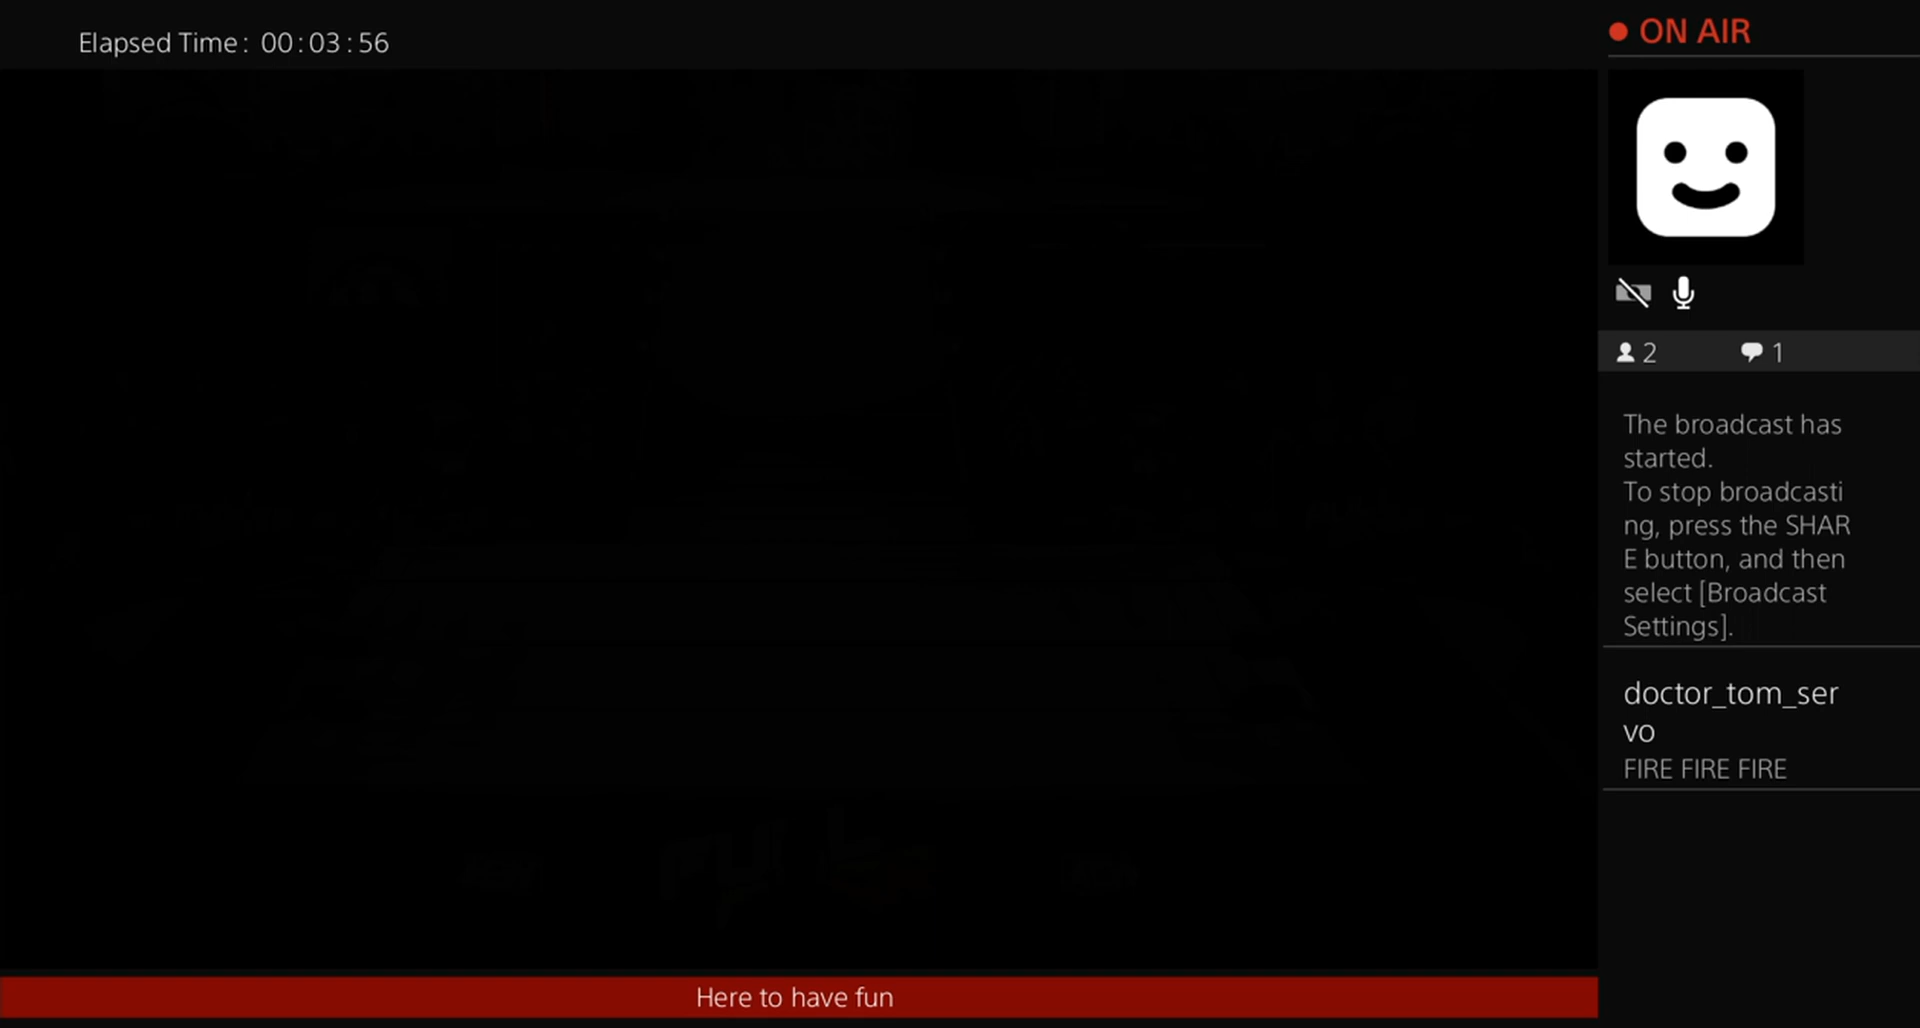 Elapsed Time: 00:03:56
ON AIR
2 1
The broadcast has
started.
To stop broadcasti
ng, press the SHAR
E button, and then
select [Broadcast
Settings].
doctor_tom_ser
vo
FIRE FIRE FIRE
Here to have fun